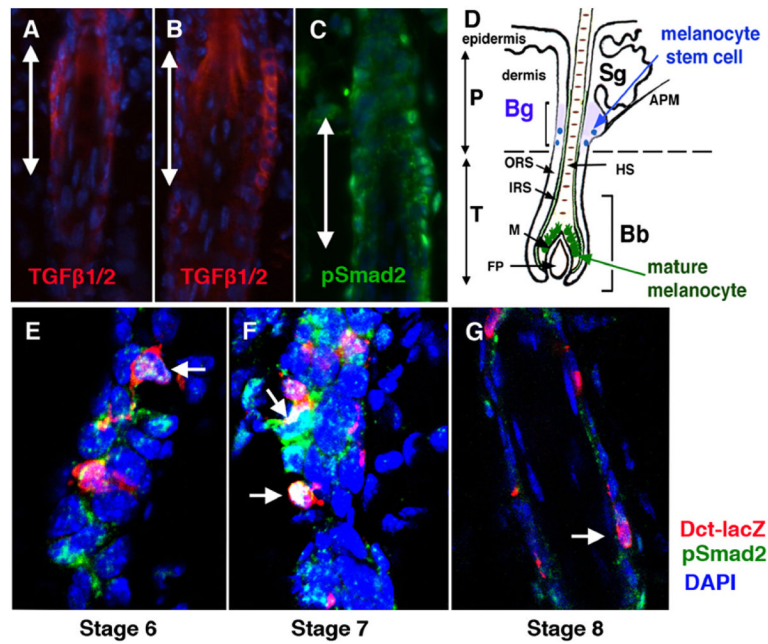 A
TGFβ1/2
B
TGFβ1/2
C
pSmad2
D
epidermis
dermis
P
Bg
Sg
melanocyte
stem cell
APM
ORS
IRS
HS
T
M
FP
Bb
mature
melanocyte
E
F
G
Dct-lacZ
pSmad2
DAPI
Stage 6
Stage 7
Stage 8